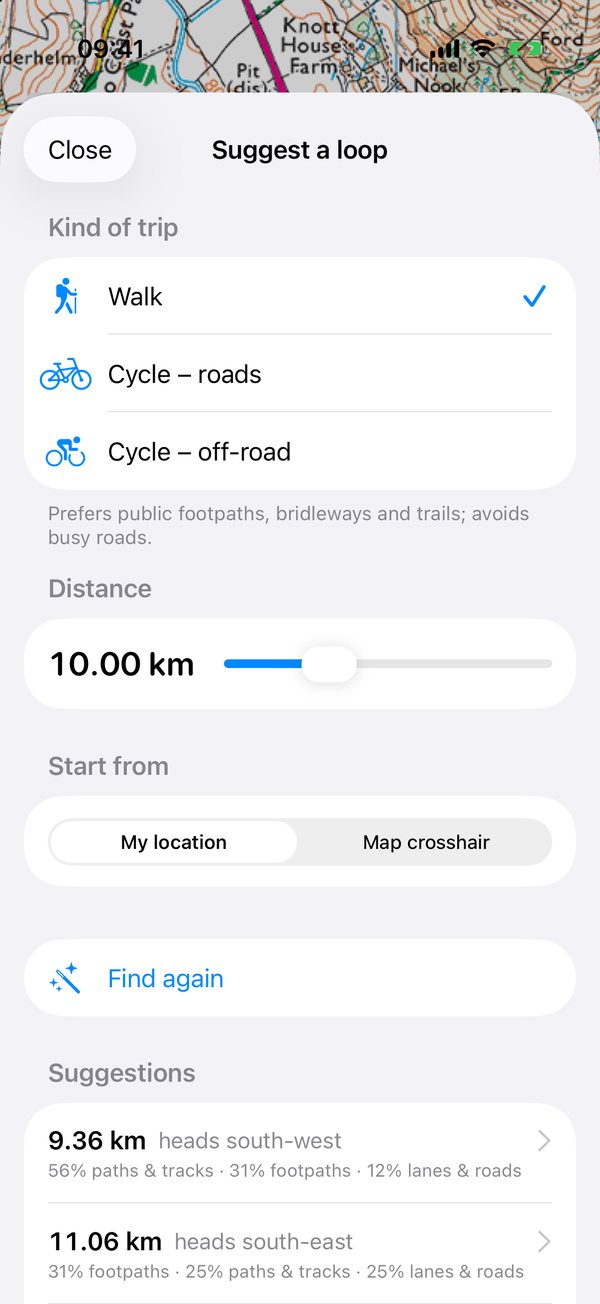 Knott
House
Farm
Ford
09:41
derhelm
Pit
(dis)
Michael's
Nook
Close
Suggest a loop
Kind of trip
Walk
Cycle – roads
Cycle – off-road
Prefers public footpaths, bridleways and trails; avoids
busy roads.
Distance
10.00 km
Start from
My location
Map crosshair
Find again
Suggestions
9.36 km heads south-west
56% paths & tracks · 31% footpaths · 12% lanes & roads
11.06 km heads south-east
31% footpaths · 25% paths & tracks · 25% lanes & roads